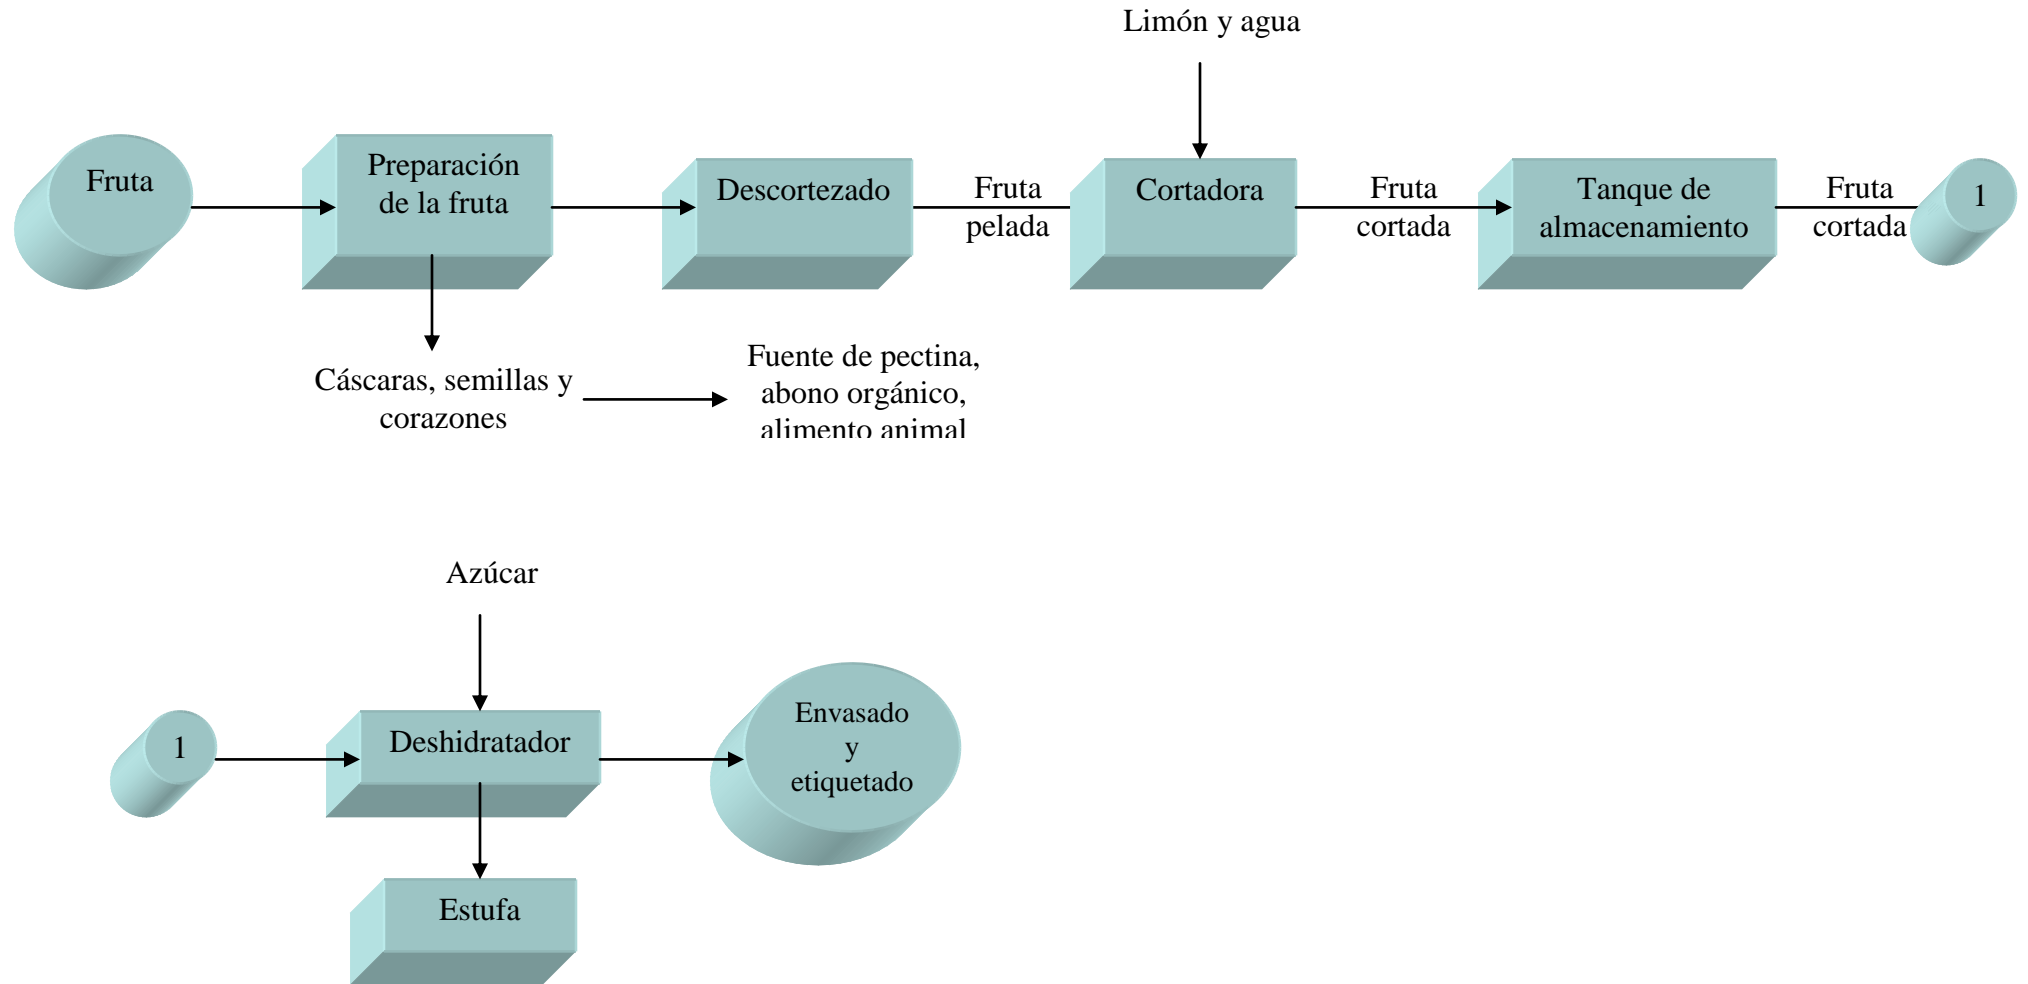 Limón y agua
Fruta
Preparación
de la fruta
Descortezado
Fruta
pelada
Cortadora
Fruta
cortada
Tanque de
almacenamiento
Fruta
cortada
1
Cáscaras, semillas y
corazones
Fuente de pectina,
abono orgánico,
alimento animal
Azúcar
1
Deshidratador
Envasado
y
etiquetado
Estufa